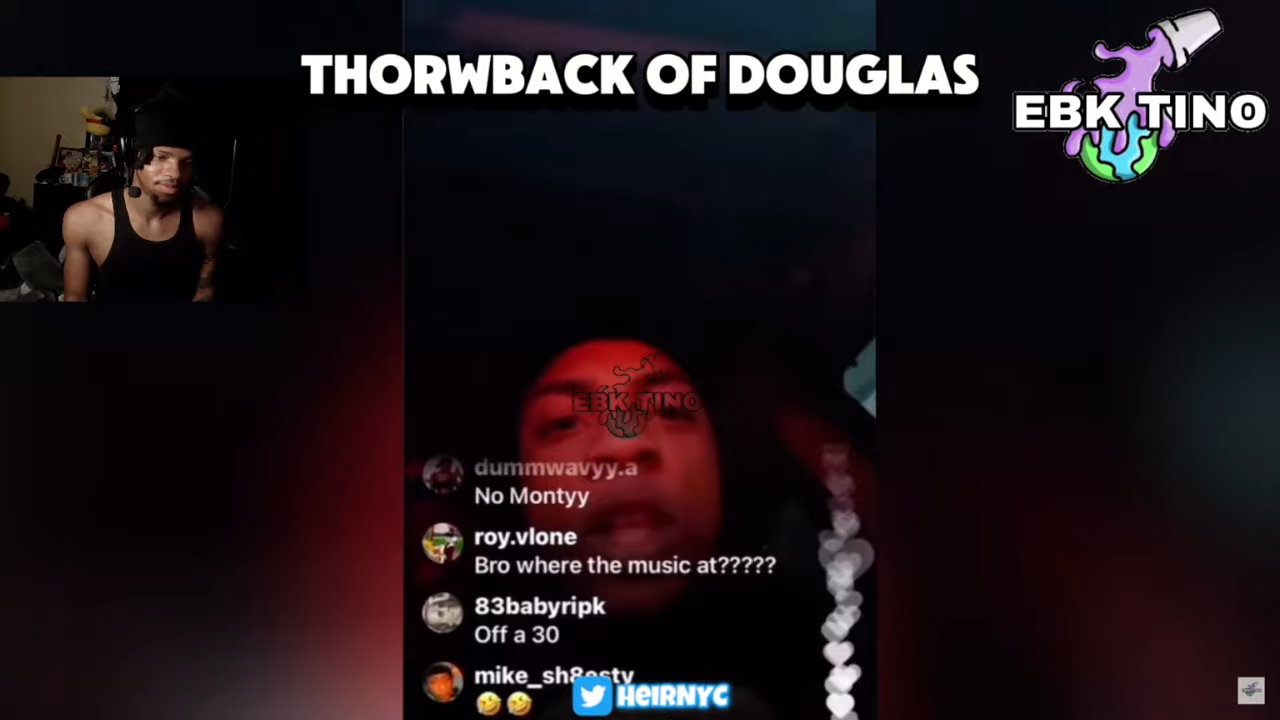 THORWBACK OF DOUGLAS
EBK TINO
EBK TINO
dummwavyy.a
No Montyy
roy.vlone
Bro where the music at?????
83babyripk
Off a 30
mike_sh8esty
🤣🤣
HEIRNYC